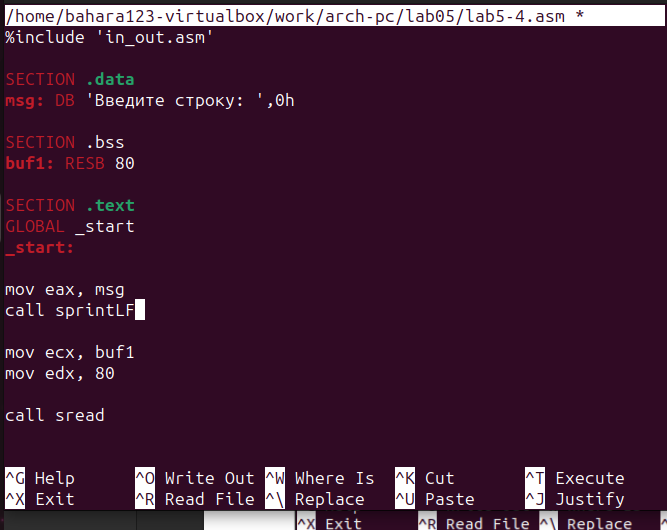 /home/bahara123-virtualbox/work/arch-pc/lab05/lab5-4.asm *
%include 'in_out.asm'
SECTION .data
msg: DB 'Введите строку: ',0h
SECTION .bss
buf1: RESB 80
SECTION .text
GLOBAL _start
_start:
mov eax, msg
call sprintLF
mov ecx, buf1
mov edx, 80
call sread
^G Help ^O Write Out ^W Where Is ^K Cut ^T Execute
^X Exit ^R Read File ^\ Replace ^U Paste ^J Justify
^X Exit ^R Read File ^\ Replace